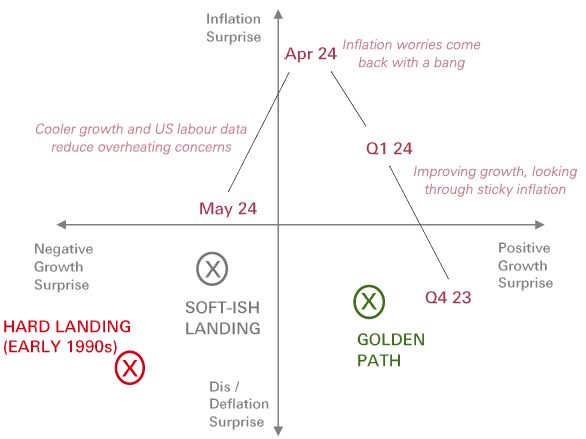 Inflation
Surprise
Apr 24
Inflation worries come
back with a bang
Cooler growth and US labour data
reduce overheating concerns
Q1 24
Improving growth, looking
through sticky inflation
May 24
Negative
Growth
Surprise
Positive
Growth
Surprise
X
SOFT-ISH
LANDING
Q4 23
X
GOLDEN
PATH
HARD LANDING
(EARLY 1990s)
X
Dis /
Deflation
Surprise